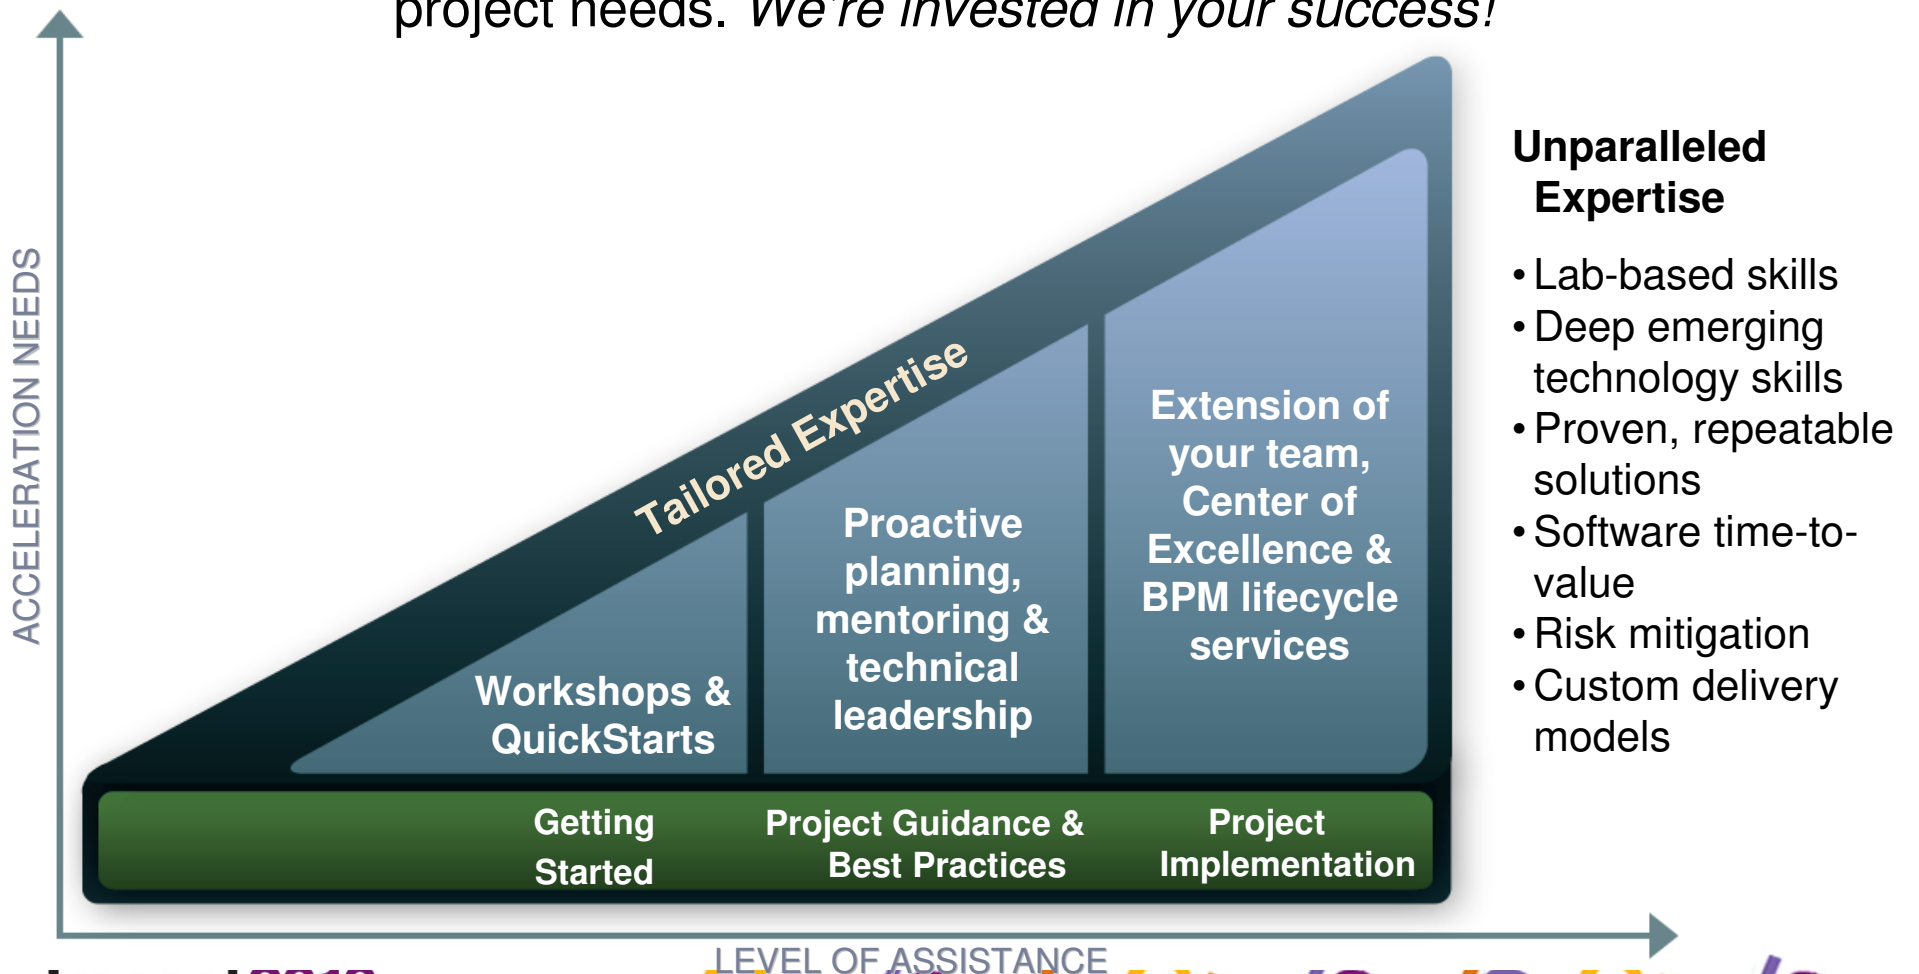 project needs. We're invested in your success!
ACCELERATION NEEDS
Tailored Expertise
Workshops &
QuickStarts
Proactive
planning,
mentoring &
technical
leadership
Extension of
your team,
Center of
Excellence &
BPM lifecycle
services
Getting
Started
Project Guidance &
Best Practices
Project
Implementation
LEVEL OF ASSISTANCE
Unparalleled
Expertise
• Lab-based skills
• Deep emerging
technology skills
• Proven, repeatable
solutions
• Software time-to-
value
• Risk mitigation
• Custom delivery
models